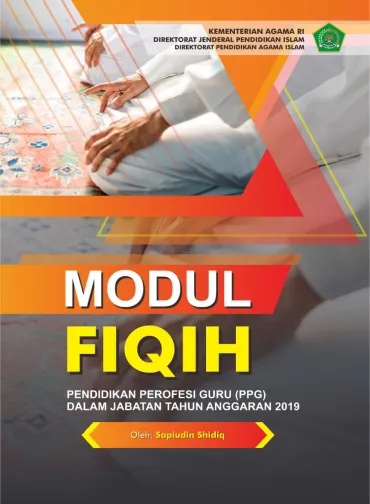 KEMENTERIAN AGAMA RI
DIREKTORAT JENDERAL PENDIDIKAN ISLAM
DIREKTORAT PENDIDIKAN AGAMA ISLAM
MODUL
FIQIH
PENDIDIKAN PEROFESI GURU (PPG)
DALAM JABATAN TAHUN ANGGARAN 2019
Oleh: Sapiudin Shidiq